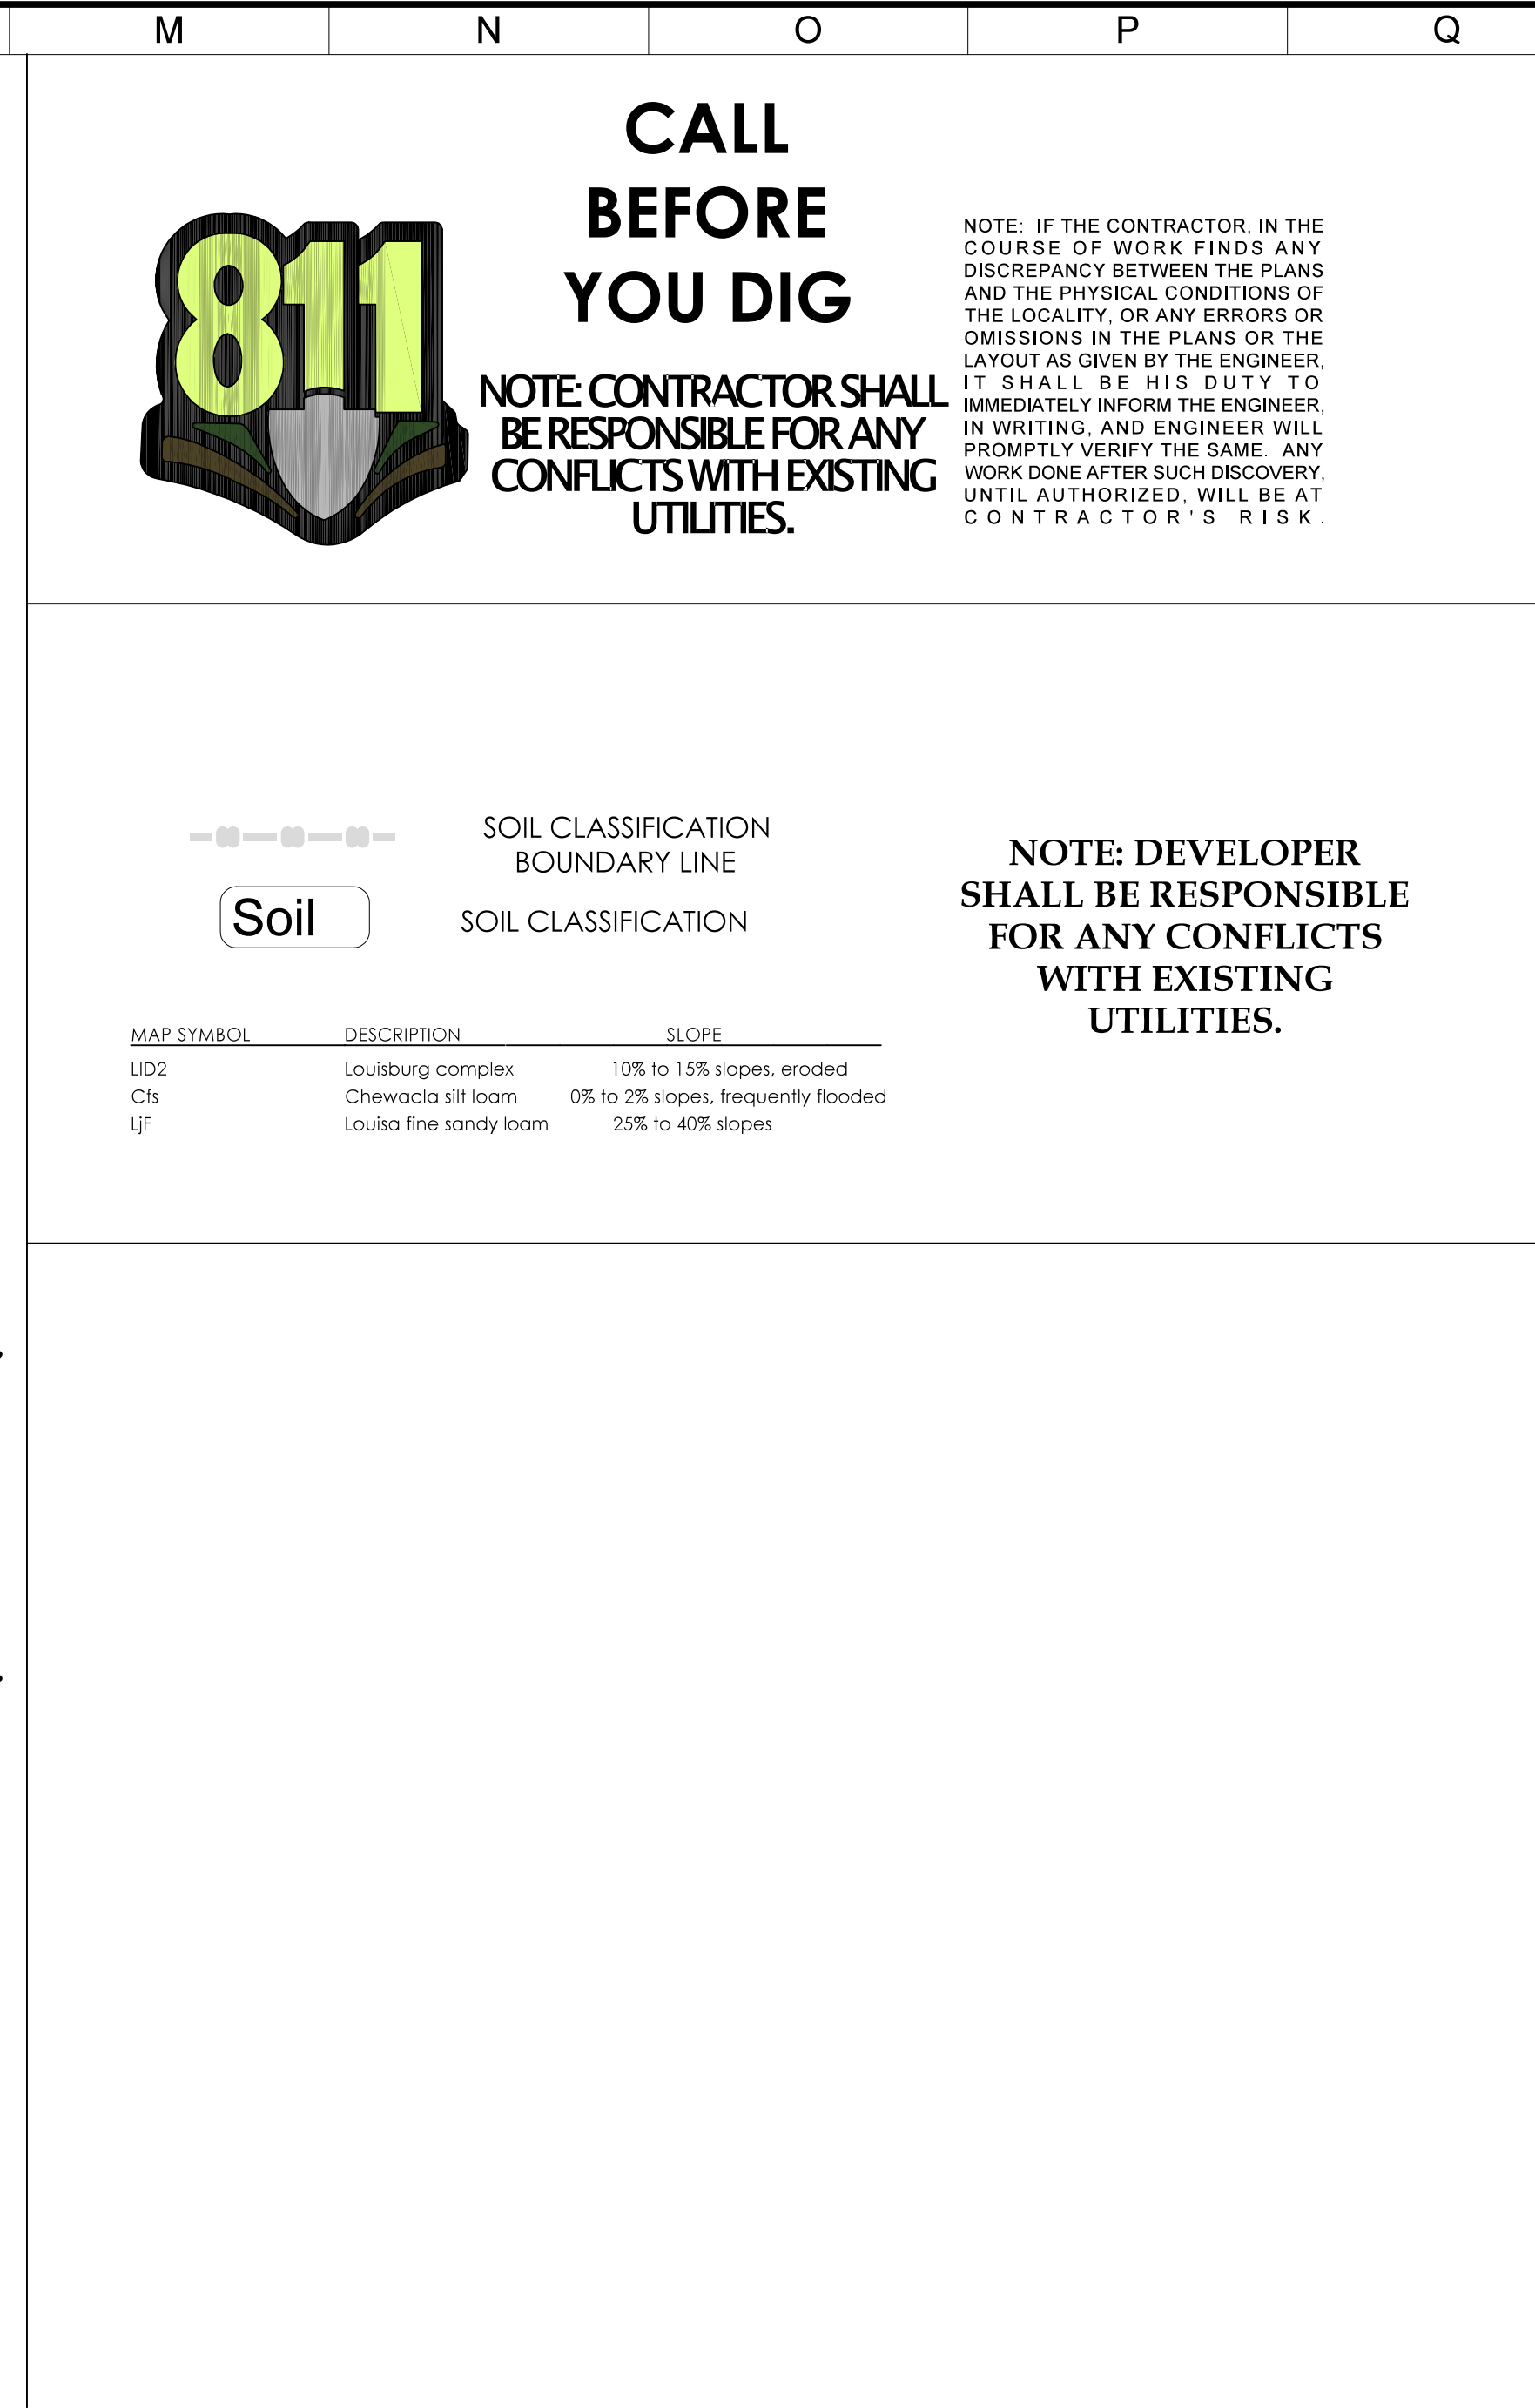 M N O P Q
811
CALL
BEFORE
YOU DIG
NOTE: CONTRACTOR SHALL
BE RESPONSIBLE FOR ANY
CONFLICTS WITH EXISTING
UTILITIES.
NOTE: IF THE CONTRACTOR, IN THE
COURSE OF WORK FINDS ANY
DISCREPANCY BETWEEN THE PLANS
AND THE PHYSICAL CONDITIONS OF
THE LOCALITY, OR ANY ERRORS OR
OMISSIONS IN THE PLANS OR THE
LAYOUT AS GIVEN BY THE ENGINEER,
IT SHALL BE HIS DUTY TO
IMMEDIATELY INFORM THE ENGINEER,
IN WRITING, AND ENGINEER WILL
PROMPTLY VERIFY THE SAME. ANY
WORK DONE AFTER SUCH DISCOVERY,
UNTIL AUTHORIZED, WILL BE AT
CONTRACTOR'S RISK.
SOIL CLASSIFICATION
BOUNDARY LINE
Soil SOIL CLASSIFICATION
MAP SYMBOL DESCRIPTION SLOPE
LlD2 Louisburg complex 10% to 15% slopes, eroded
Cfs Chewacla silt loam 0% to 2% slopes, frequently flooded
LjF Louisa fine sandy loam 25% to 40% slopes
NOTE: DEVELOPER
SHALL BE RESPONSIBLE
FOR ANY CONFLICTS
WITH EXISTING
UTILITIES.